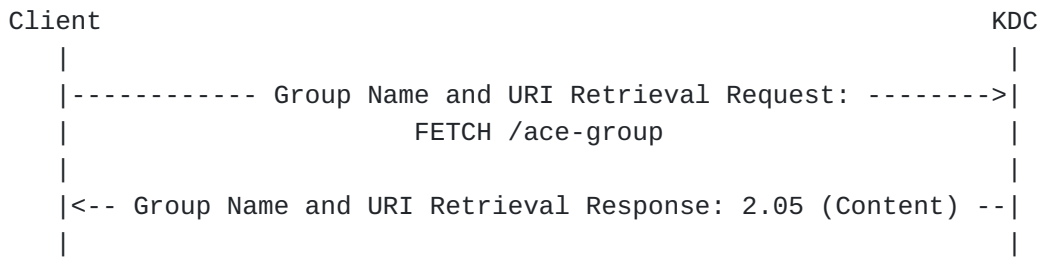 Client KDC
| |
|------------ Group Name and URI Retrieval Request: -------->|
| FETCH /ace-group |
| |
|<-- Group Name and URI Retrieval Response: 2.05 (Content) --|
| |